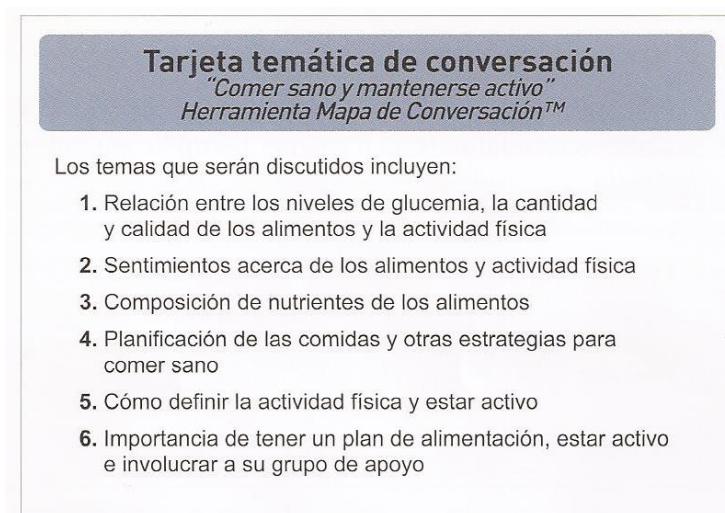 Tarjeta temática de conversación
“Comer sano y mantenerse activo”
Herramienta Mapa de Conversación™
Los temas que serán discutidos incluyen:
1. Relación entre los niveles de glucemia, la cantidad
y calidad de los alimentos y la actividad física
2. Sentimientos acerca de los alimentos y actividad física
3. Composición de nutrientes de los alimentos
4. Planificación de las comidas y otras estrategias para
comer sano
5. Cómo definir la actividad física y estar activo
6. Importancia de tener un plan de alimentación, estar activo
e involucrar a su grupo de apoyo